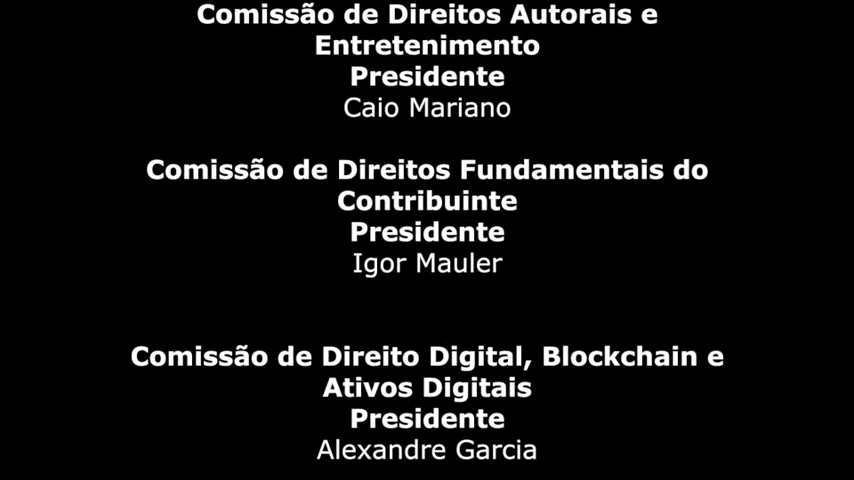 Comissão de Direitos Autorais e
Entretenimento
Presidente
Caio Mariano
Comissão de Direitos Fundamentais do
Contribuinte
Presidente
Igor Mauler
Comissão de Direito Digital, Blockchain e
Ativos Digitais
Presidente
Alexandre Garcia